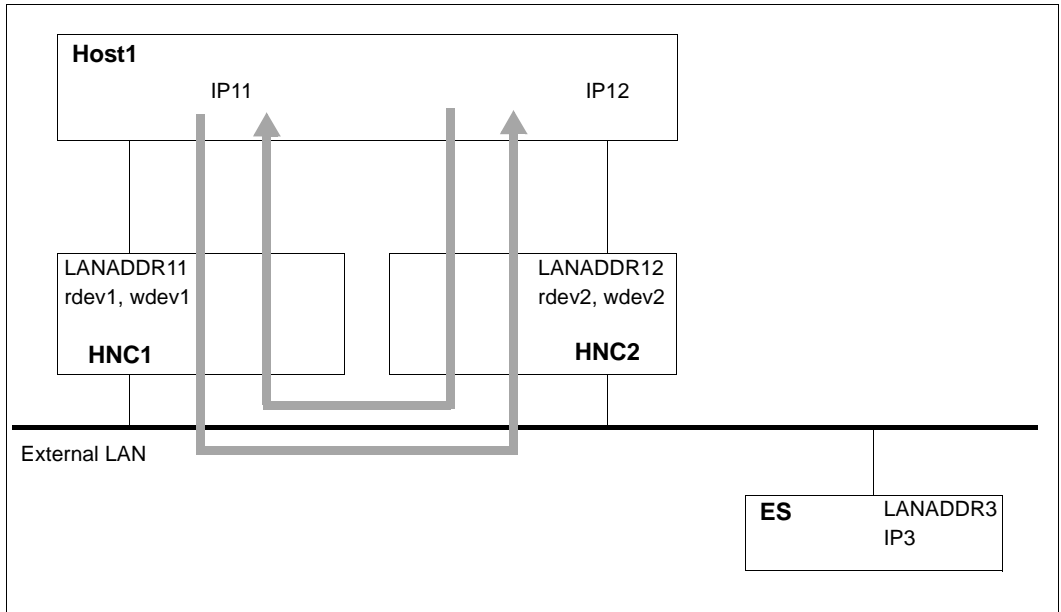 Host1
IP11
IP12
LANADDR11
rdev1, wdev1
HNC1
LANADDR12
rdev2, wdev2
HNC2
External LAN
ES
LANADDR3
IP3